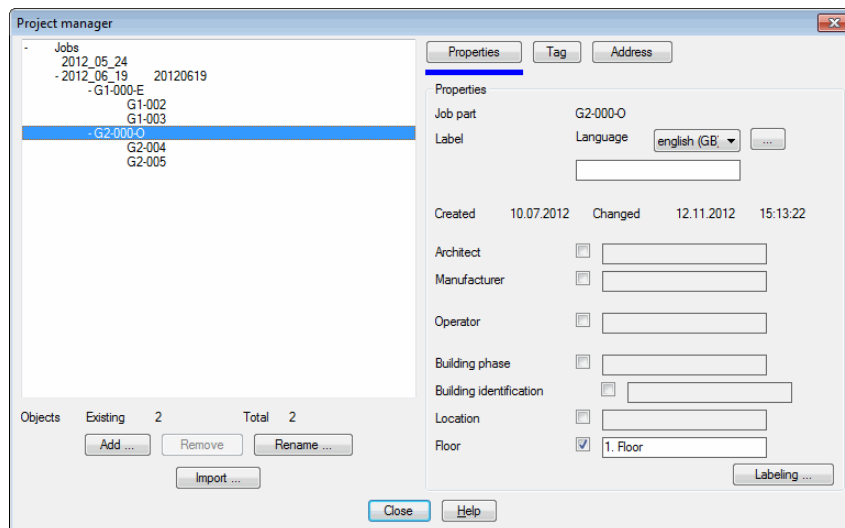 Project manager
- Jobs
2012_05_24
- 2012_06_19 20120619
- G1-000-E
G1-002
G1-003
- G2-000-O
G2-004
G2-005
Objects Existing 2 Total 2
Add ... Remove Rename ...
Import ...
Properties Tag Address
Properties
Job part G2-000-O
Label Language english (GB) ...
Created 10.07.2012 Changed 12.11.2012 15:13:22
Architect
Manufacturer
Operator
Building phase
Building identification
Location
Floor 1. Floor
Labeling ...
Close Help